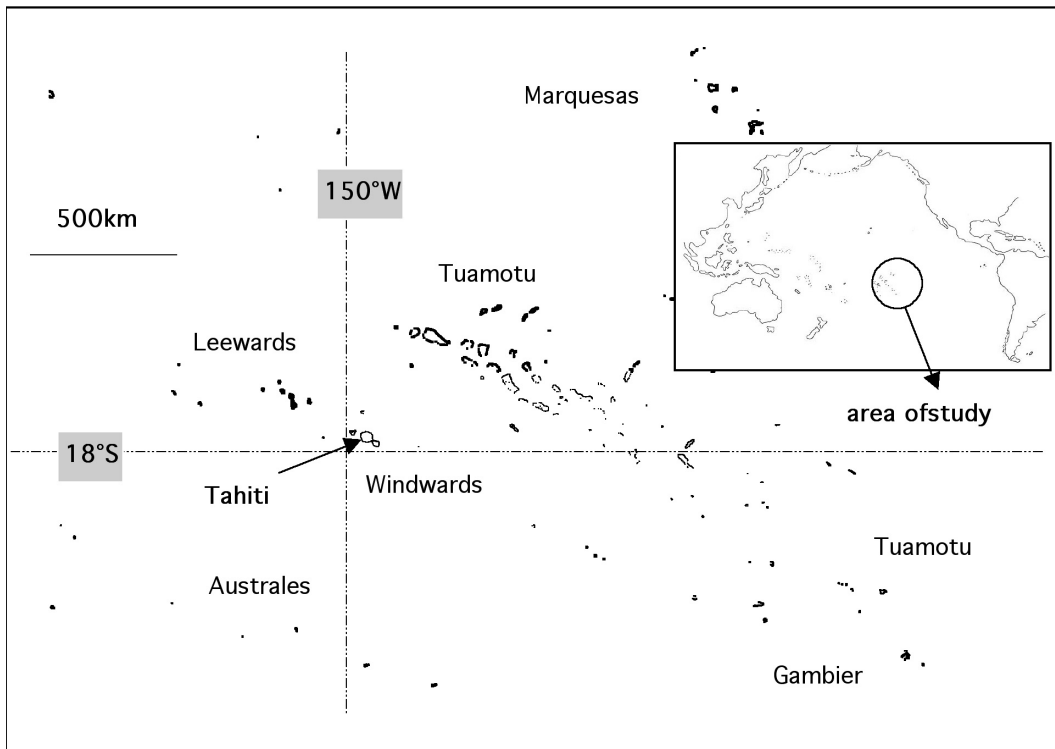 Marquesas
150°W
500km
Tuamotu
Leewards
area ofstudy
18°S
Tahiti
Windwards
Tuamotu
Australes
Gambier